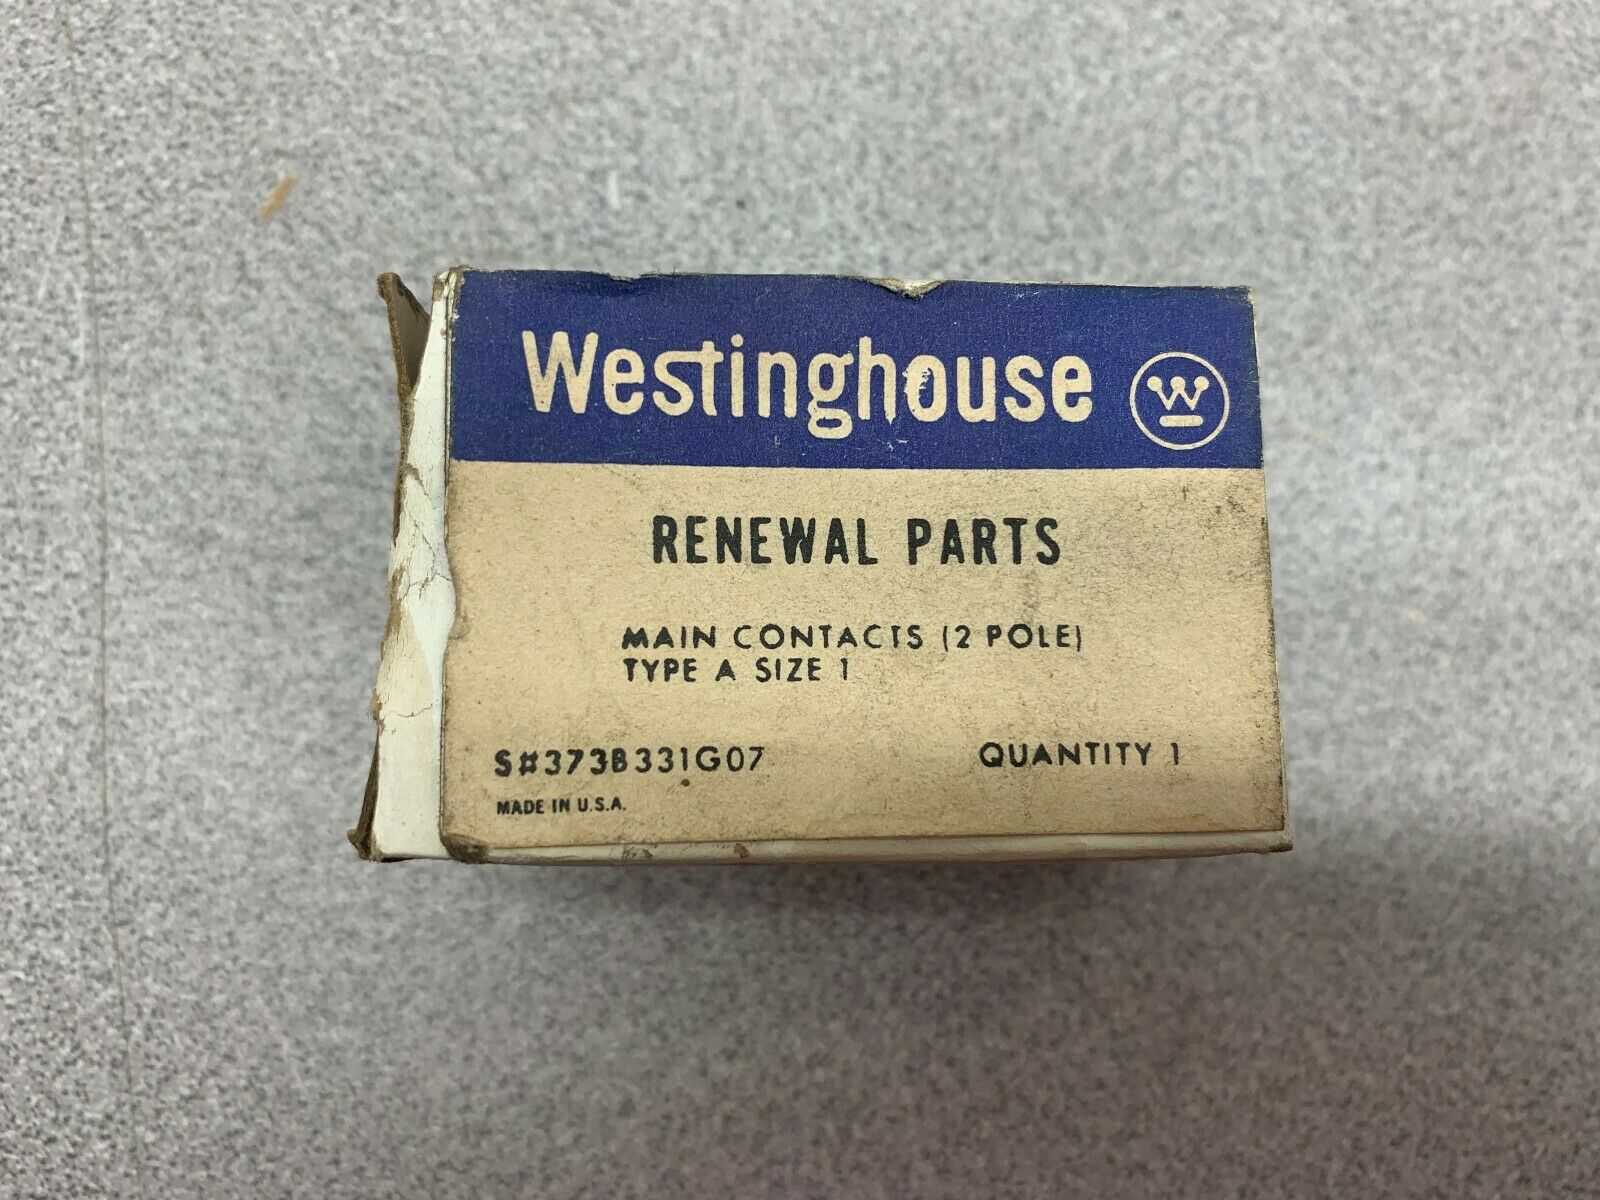 Westinghouse W
RENEWAL PARTS
MAIN CONTACTS (2 POLE)
TYPE A SIZE 1
S#373B331G07 QUANTITY 1
MADE IN U.S.A.